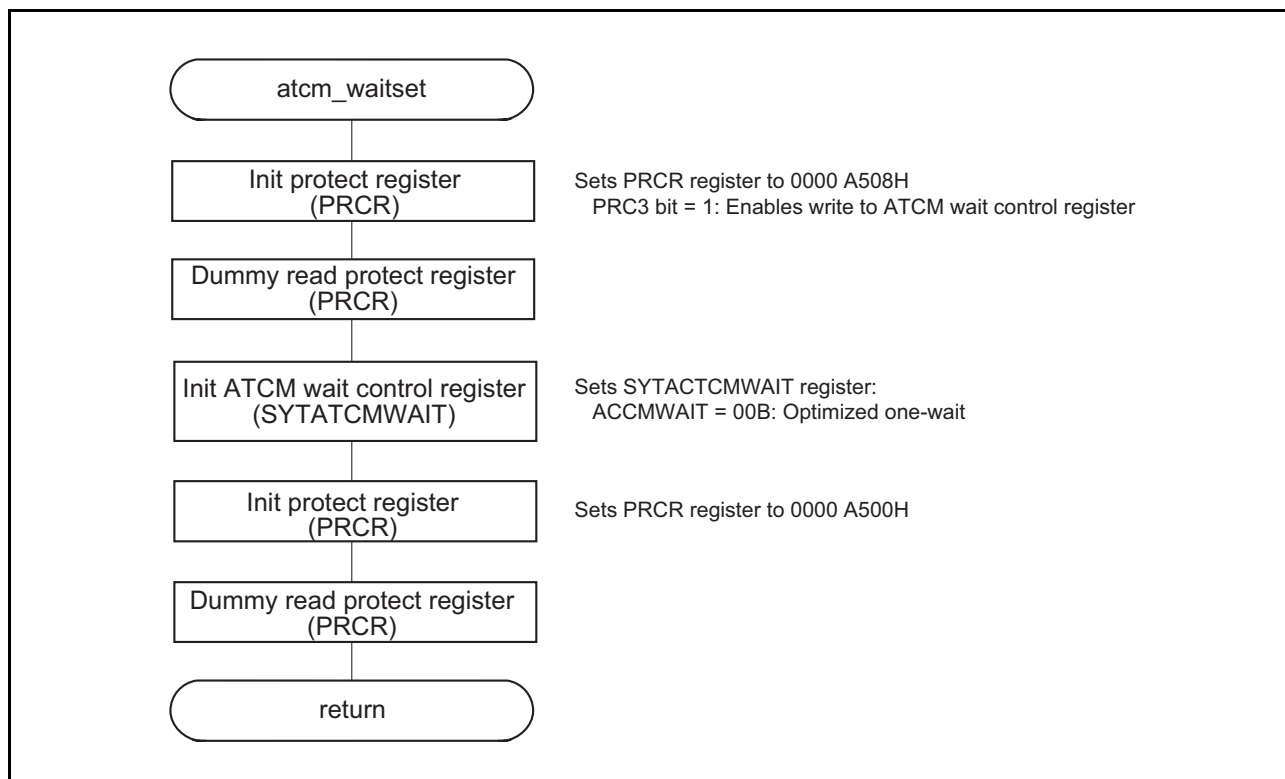 atcm_waitset
Init protect register
(PRCR)
Sets PRCR register to 0000 A508H
PRC3 bit = 1: Enables write to ATCM wait control register
Dummy read protect register
(PRCR)
Init ATCM wait control register
(SYTATCMWAIT)
Sets SYTACTCMWAIT register:
ACCMWAIT = 00B: Optimized one-wait
Init protect register
(PRCR)
Sets PRCR register to 0000 A500H
Dummy read protect register
(PRCR)
return